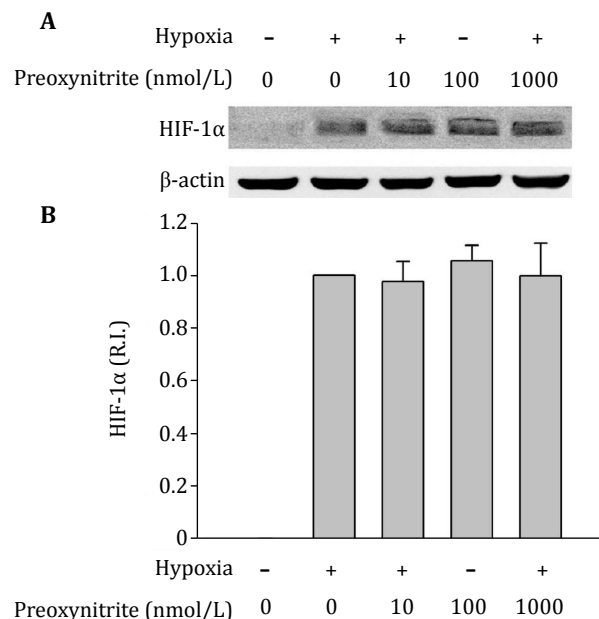 A
Hypoxia – + + – +
Preoxynitrite (nmol/L) 0 0 10 100 1000
HIF-1α
β-actin
B
1.2
1.0
0.8
0.6
0.4
0.2
0
HIF-1α (R.I.)
Hypoxia – + + – +
Preoxynitrite (nmol/L) 0 0 10 100 1000